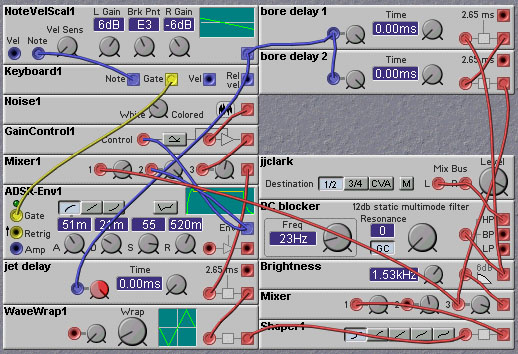 NoteVelScal1
L Gain
Brk Pnt
R Gain
6dB
E3
-6dB
Vel
Note
Vel Sens
Keyboard1
Note
Gate
Vel
Rel
vel
Noise1
White
Colored
GainControl1
Control
Mixer1
1
2
3
ADSR-Env1
51m
21m
55
520m
Gate
Retrig
Amp
A
D
S
R
Env
jet delay
Time
0.00ms
2.65 ms
WaveWrap1
Wrap
bore delay 1
Time
0.00ms
2.65 ms
bore delay 2
Time
0.00ms
2.65 ms
jjclark
Destination
1/2
3/4
CVA
M
Mix Bus
L
R
Level
DC blocker
12db static multimode filter
Freq
23Hz
Resonance
0
GC
HP
BP
LP
Brightness
1.53kHz
6dB
Mixer
1
2
3
Shaper1